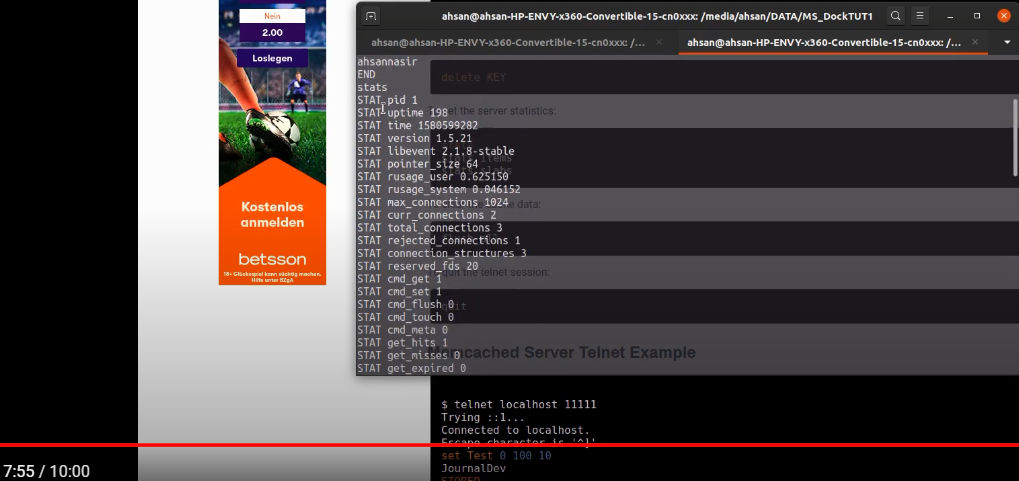 Nein
2.00
Loslegen
Kostenlos
anmelden
betsson
18+ Glücksspiel kann süchtig machen.
Hilfe unter BZgA
ahsan@ahsan-HP-ENVY-x360-Convertible-15-cn0xxx: /media/ahsan/DATA/MS_DockTUT1
ahsan@ahsan-HP-ENVY-x360-Convertible-15-cn0xxx: /...
ahsan@ahsan-HP-ENVY-x360-Convertible-15-cn0xxx: /...
ahsannasir
END
stats
STAT pid 1
STAT uptime 198
STAT time 1580599282
STAT version 1.5.21
STAT libevent 2.1.8-stable
STAT pointer_size 64
STAT rusage_user 0.625150
STAT rusage_system 0.046152
STAT max_connections 1024
STAT curr_connections 2
STAT total_connections 3
STAT rejected_connections 1
STAT connection_structures 3
STAT reserved_fds 20
STAT cmd_get 1
STAT cmd_set 1
STAT cmd_flush 0
STAT cmd_touch 0
STAT cmd_meta 0
STAT get_hits 1
STAT get_misses 0
STAT get_expired 0
delete KEY
the server statistics:
items
data:
the telnet session:
quit
Memcached Server Telnet Example
$ telnet localhost 11111
Trying ::1...
Connected to localhost.
Escape character is '^]'
set Test 0 100 10
JournalDev
STORED
7:55 / 10:00